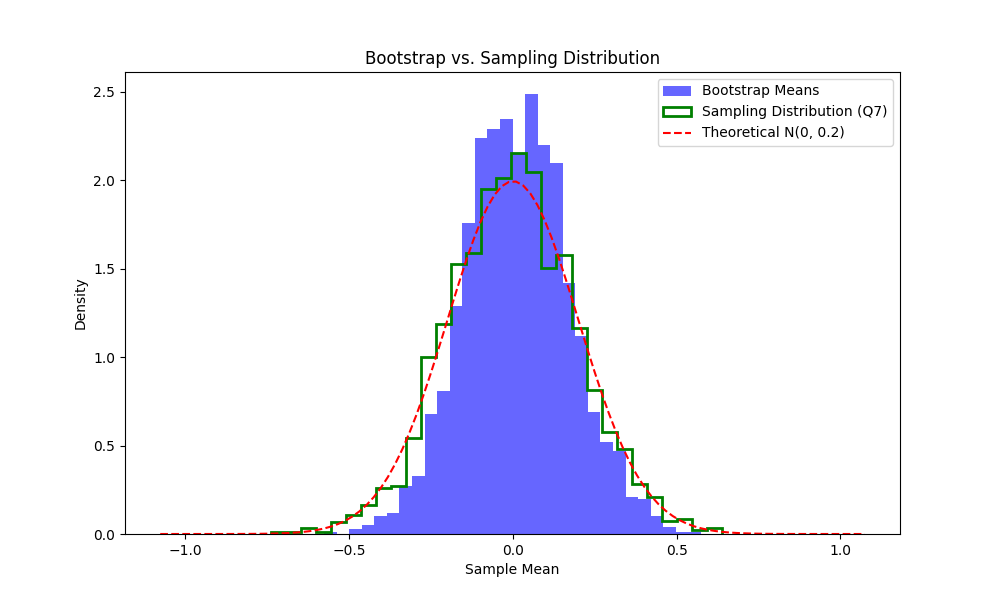 Bootstrap vs. Sampling Distribution
Bootstrap Means
Sampling Distribution (Q7)
Theoretical N(0, 0.2)
Density
2.5
2.0
1.5
1.0
0.5
0.0
−1.0 −0.5 0.0 0.5 1.0
Sample Mean